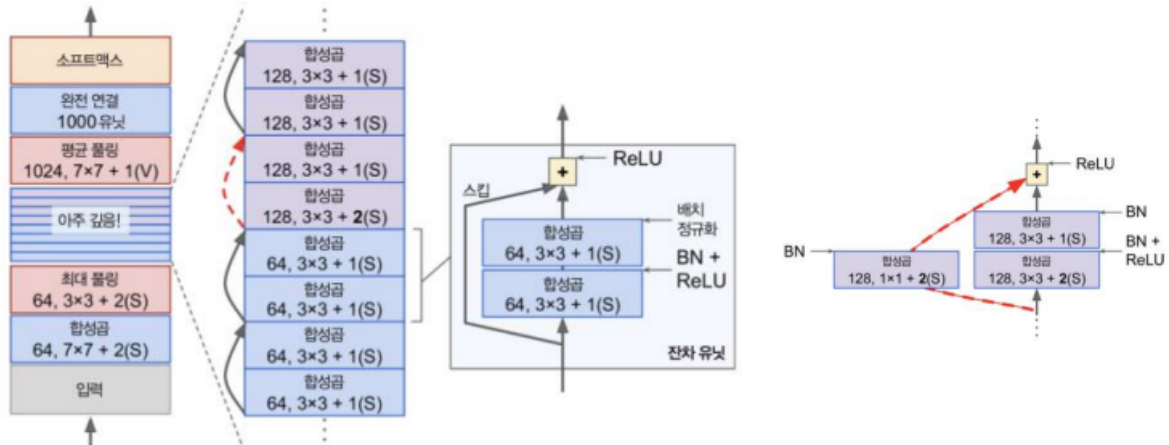 소프트맥스
완전 연결
1000 유닛
평균 풀링
1024, 7×7 + 1(V)
아주 깊음!
최대 풀링
64, 3×3 + 2(S)
합성곱
64, 7×7 + 2(S)
입력
합성곱
128, 3×3 + 1(S)
합성곱
128, 3×3 + 1(S)
합성곱
128, 3×3 + 1(S)
합성곱
128, 3×3 + 2(S)
합성곱
64, 3×3 + 1(S)
합성곱
64, 3×3 + 1(S)
합성곱
64, 3×3 + 1(S)
합성곱
64, 3×3 + 1(S)
ReLU
+
스킵
배치
정규화
합성곱
64, 3×3 + 1(S)
BN +
ReLU
합성곱
64, 3×3 + 1(S)
잔차 유닛
ReLU
+
BN
합성곱
128, 3×3 + 1(S)
BN +
ReLU
BN
합성곱
128, 1×1 + 2(S)
합성곱
128, 3×3 + 2(S)